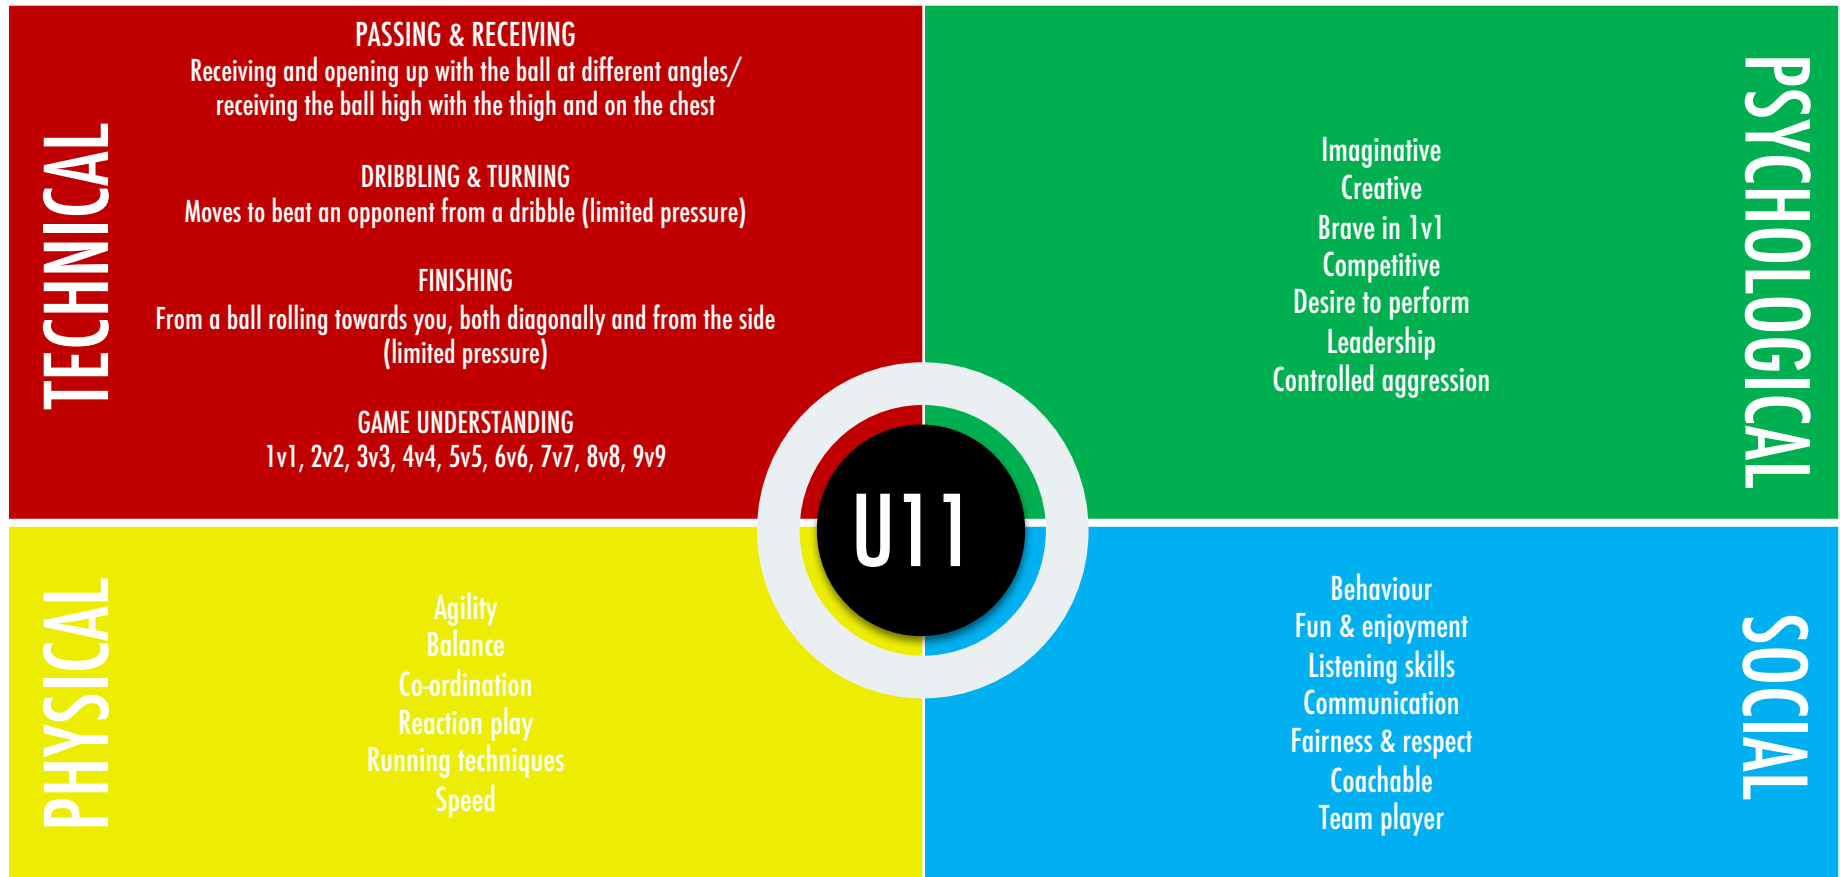 TECHNICAL
PASSING & RECEIVING
Receiving and opening up with the ball at different angles/
receiving the ball high with the thigh and on the chest
DRIBBLING & TURNING
Moves to beat an opponent from a dribble (limited pressure)
FINISHING
From a ball rolling towards you, both diagonally and from the side
(limited pressure)
GAME UNDERSTANDING
1v1, 2v2, 3v3, 4v4, 5v5, 6v6, 7v7, 8v8, 9v9
PSYCHOLOGICAL
Imaginative
Creative
Brave in 1v1
Competitive
Desire to perform
Leadership
Controlled aggression
U11
PHYSICAL
Agility
Balance
Co-ordination
Reaction play
Running techniques
Speed
SOCIAL
Behaviour
Fun & enjoyment
Listening skills
Communication
Fairness & respect
Coachable
Team player